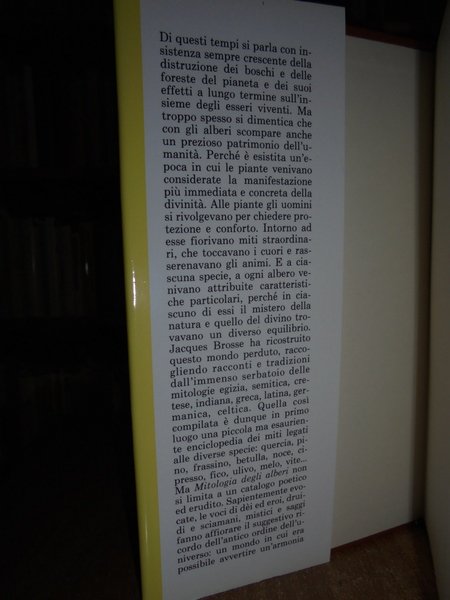 Di questi tempi si parla con in-
sistenza sempre crescente della
distruzione dei boschi e delle
foreste del pianeta e dei suoi
effetti a lungo termine sull'in-
sieme degli esseri viventi. Ma
troppo spesso si dimentica che
con gli alberi scompare anche
un prezioso patrimonio dell'u-
manità. Perché è esistita un'e-
poca in cui le piante venivano
considerate la manifestazione
più immediata e concreta della
divinità. Alle piante gli uomini
si rivolgevano per chiedere pro-
tezione e conforto. Intorno ad
esse fiorivano miti straordina-
ri, che toccavano i cuori e ras-
serenavano gli animi. E a cia-
scuna specie, a ogni albero ve-
nivano attribuite caratteristi-
che particolari, perché in cia-
scuno di essi il mistero della
natura e quello del divino tro-
vavano un diverso equilibrio.
Jacques Brosse ha ricostruito
questo mondo perduto, racco-
gliendo racconti e tradizioni
dall'immenso serbatoio delle
mitologie egizia, semitica, cre-
tese, indiana, greca, latina, ger-
manica, celtica. Quella così
compilata è dunque in primo
luogo una piccola ma esaurien-
te enciclopedia dei miti legati
alle diverse specie: quercia, pi-
no, frassino, betulla, noce, ci-
presso, fico, ulivo, melo, vite...
Ma Mitologia degli alberi non
si limita a un catalogo poetico
ed erudito. Sapientemente evo-
cate, le voci di dèi ed eroi, drui-
di e sciamani, mistici e saggi
fanno affiorare il suggestivo ri-
cordo dell'antico ordine dell'u-
niverso: un mondo in cui era
possibile avvertire un'armonia